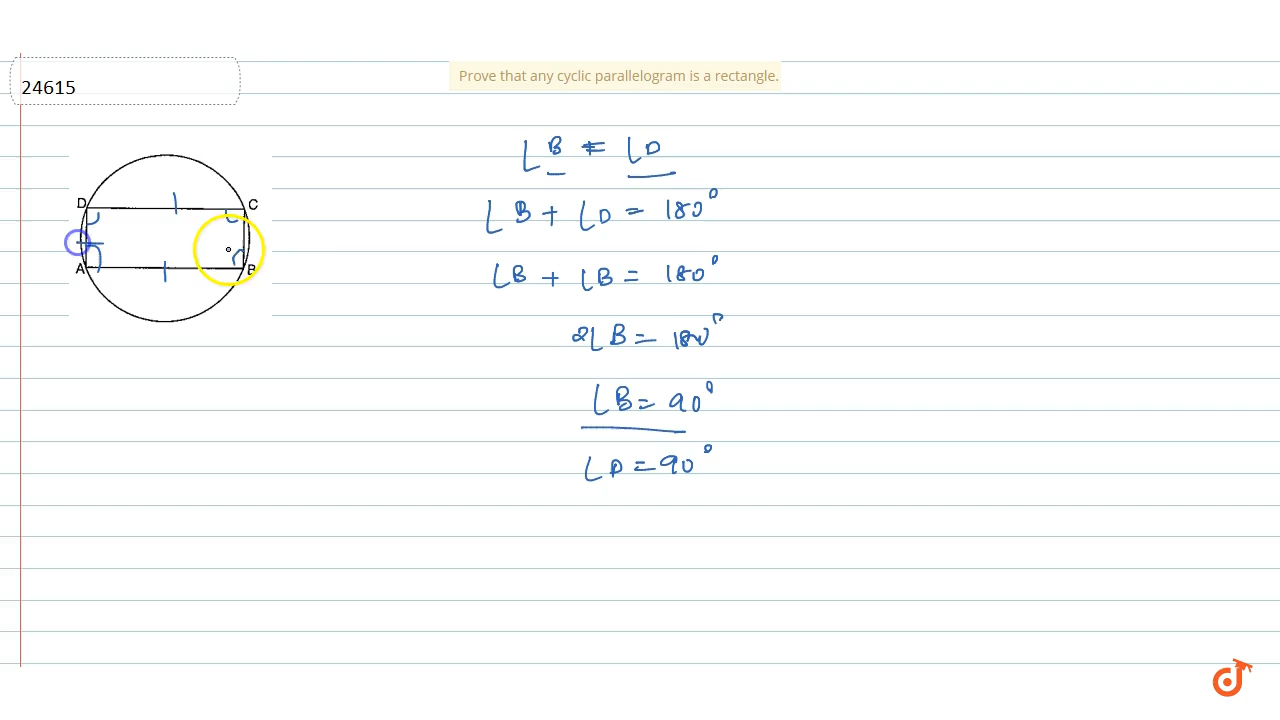 24615
Prove that any cyclic parallelogram is a rectangle.
D C
A B
∠B = ∠D
∠B + ∠D = 180°
∠B + ∠B = 180°
2∠B = 180°
∠B = 90°
∠D = 90°